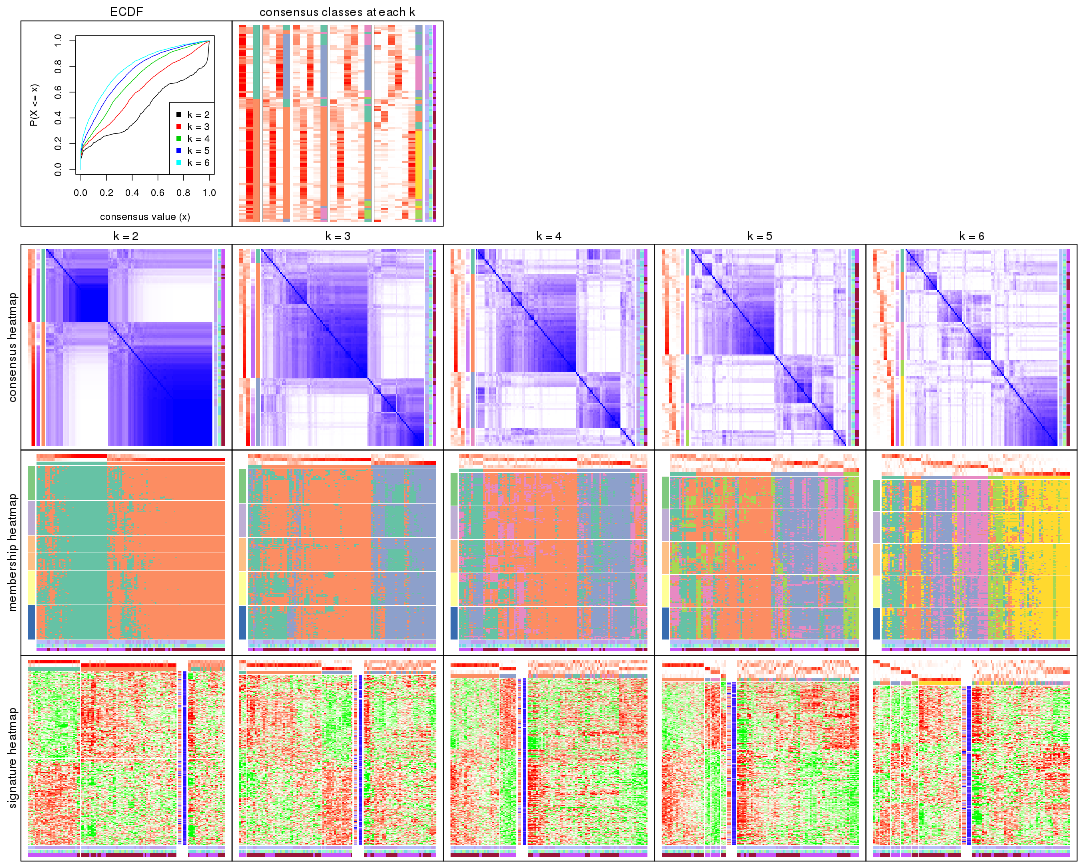 ECDF
consensus classes at each k
P(X <= x)
0.0 0.2 0.4 0.6 0.8 1.0
k = 2
k = 3
k = 4
k = 5
k = 6
0.0 0.2 0.4 0.6 0.8 1.0
consensus value (x)
k = 2
k = 3
k = 4
k = 5
k = 6
consensus heatmap
membership heatmap
signature heatmap